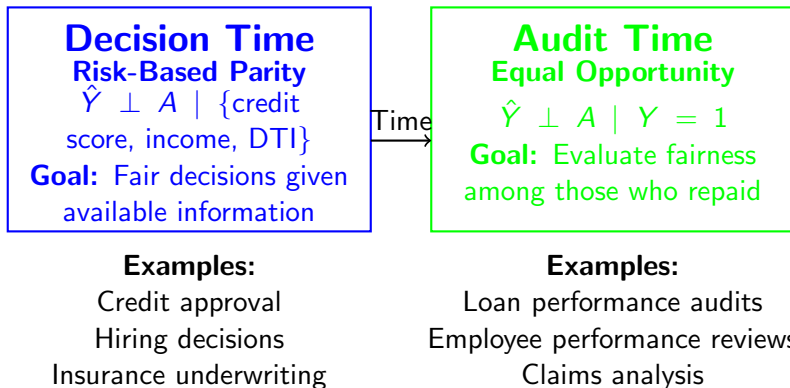 Decision Time
Risk-Based Parity
Ŷ ⊥ A | {credit
score, income, DTI}
Goal: Fair decisions given
available information
Time
Audit Time
Equal Opportunity
Ŷ ⊥ A | Y = 1
Goal: Evaluate fairness
among those who repaid
Examples:
Credit approval
Hiring decisions
Insurance underwriting
Examples:
Loan performance audits
Employee performance reviews
Claims analysis